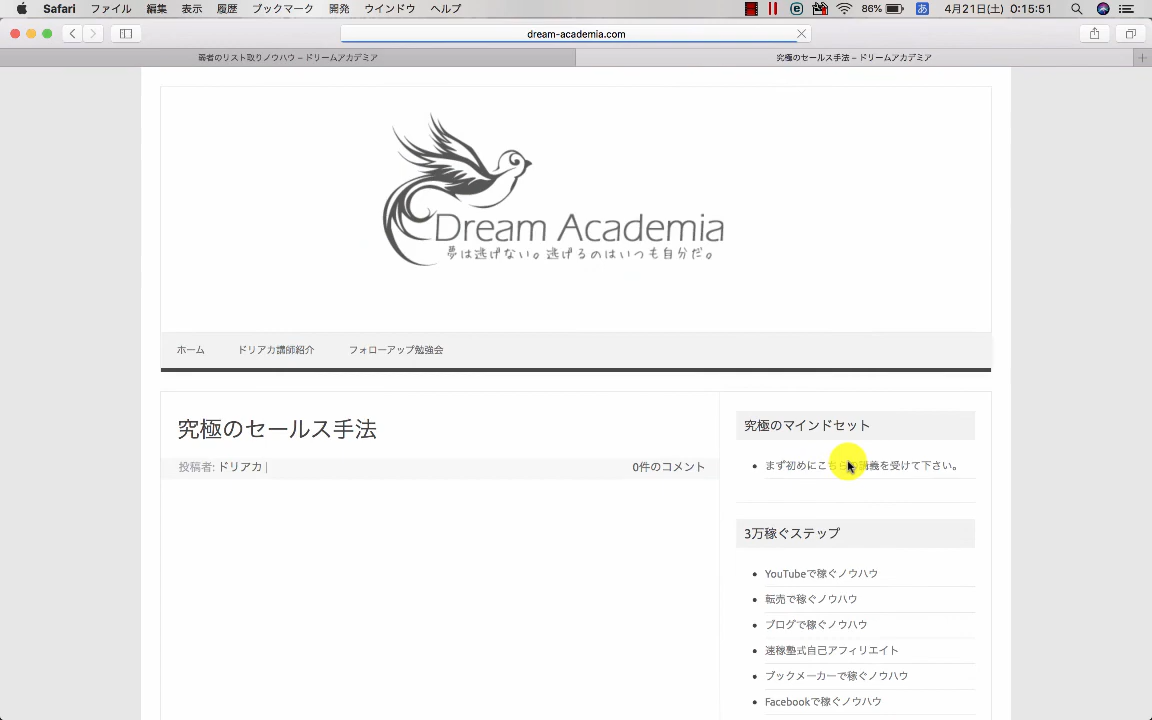 Safari ファイル 編集 表示 履歴 ブックマーク 開発 ウインドウ ヘルプ 86% あ 4月21日(土) 0:15:51
dream-academia.com
弱者のリスト取りノウハウ – ドリームアカデミア 究極のセールス手法 – ドリームアカデミア
Dream Academia
夢は逃げない。逃げるのはいつも自分だ。
ホーム ドリアカ講師紹介 フォローアップ勉強会
究極のセールス手法
投稿者: ドリアカ | 0件のコメント
究極のマインドセット
まず初めにこちらの講義を受けて下さい。
3万稼ぐステップ
YouTubeで稼ぐノウハウ
転売で稼ぐノウハウ
ブログで稼ぐノウハウ
速稼塾式自己アフィリエイト
ブックメーカーで稼ぐノウハウ
Facebookで稼ぐノウハウ